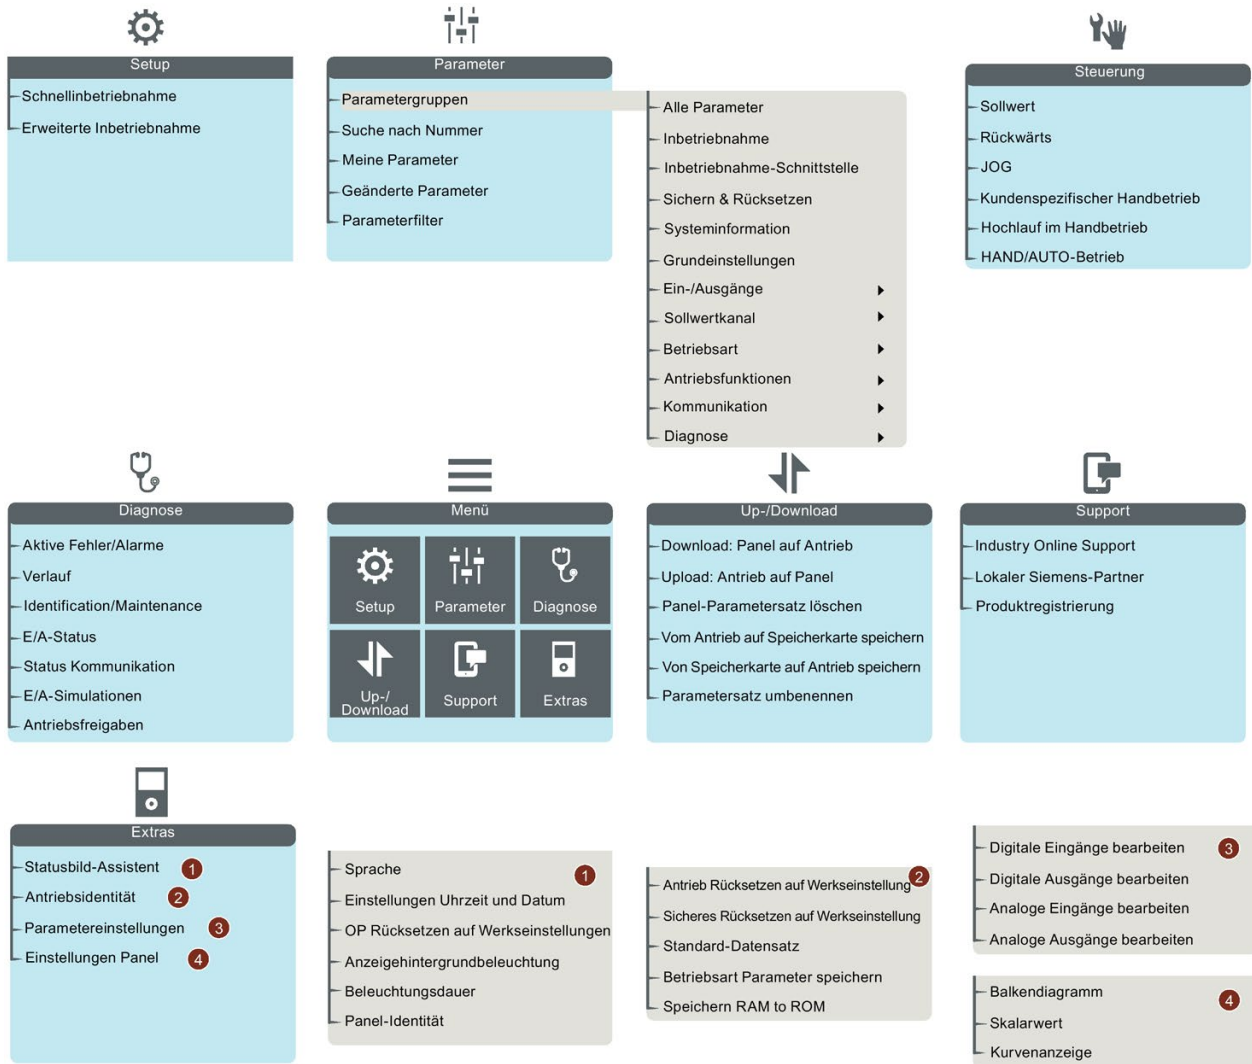 Setup
Schnellinbetriebnahme
Erweiterte Inbetriebnahme
Parameter
Parametergruppen
Suche nach Nummer
Meine Parameter
Geänderte Parameter
Parameterfilter
Alle Parameter
Inbetriebnahme
Inbetriebnahme-Schnittstelle
Sichern & Rücksetzen
Systeminformation
Grundeinstellungen
Ein-/Ausgänge
Sollwertkanal
Betriebsart
Antriebsfunktionen
Kommunikation
Diagnose
Steuerung
Sollwert
Rückwärts
JOG
Kundenspezifischer Handbetrieb
Hochlauf im Handbetrieb
HAND/AUTO-Betrieb
Diagnose
Aktive Fehler/Alarme
Verlauf
Identification/Maintenance
E/A-Status
Status Kommunikation
E/A-Simulationen
Antriebsfreigaben
Menü
Setup
Parameter
Diagnose
Up-/
Download
Support
Extras
Up-/Download
Download: Panel auf Antrieb
Upload: Antrieb auf Panel
Panel-Parametersatz löschen
Vom Antrieb auf Speicherkarte speichern
Von Speicherkarte auf Antrieb speichern
Parametersatz umbenennen
Support
Industry Online Support
Lokaler Siemens-Partner
Produktregistrierung
Extras
Statusbild-Assistent 1
Antriebsidentität 2
Parametereinstellungen 3
Einstellungen Panel 4
Sprache 1
Einstellungen Uhrzeit und Datum
OP Rücksetzen auf Werkseinstellungen
Anzeigehintergrundbeleuchtung
Beleuchtungsdauer
Panel-Identität
Antrieb Rücksetzen auf Werkseinstellung 2
Sicheres Rücksetzen auf Werkseinstellung
Standard-Datensatz
Betriebsart Parameter speichern
Speichern RAM to ROM
Digitale Eingänge bearbeiten 3
Digitale Ausgänge bearbeiten
Analoge Eingänge bearbeiten
Analoge Ausgänge bearbeiten
Balkendiagramm 4
Skalarwert
Kurvenanzeige